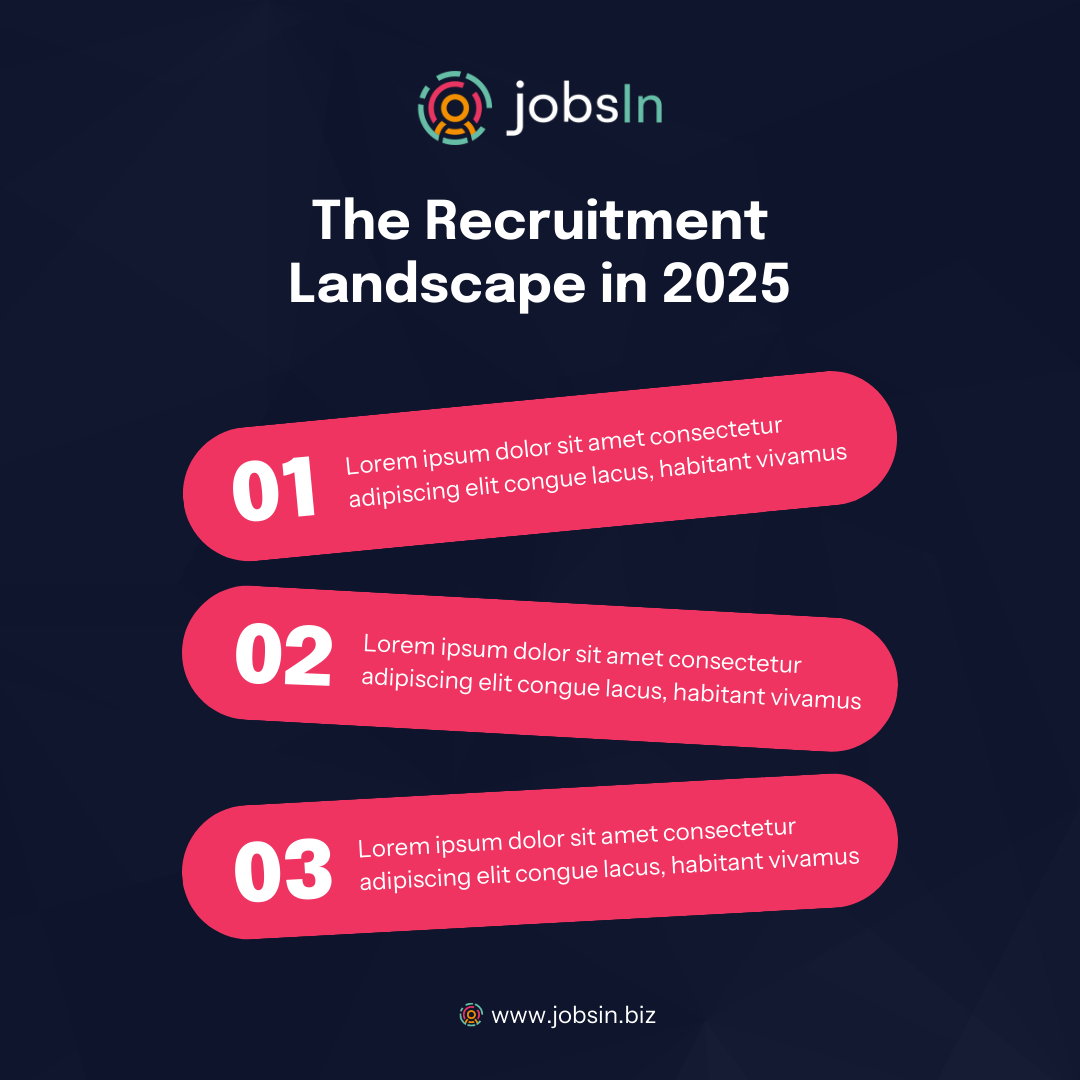 jobsIn
The Recruitment
Landscape in 2025
01
Lorem ipsum dolor sit amet consectetur
adipiscing elit congue lacus, habitant vivamus
02
Lorem ipsum dolor sit amet consectetur
adipiscing elit congue lacus, habitant vivamus
03
Lorem ipsum dolor sit amet consectetur
adipiscing elit congue lacus, habitant vivamus
www.jobsin.biz